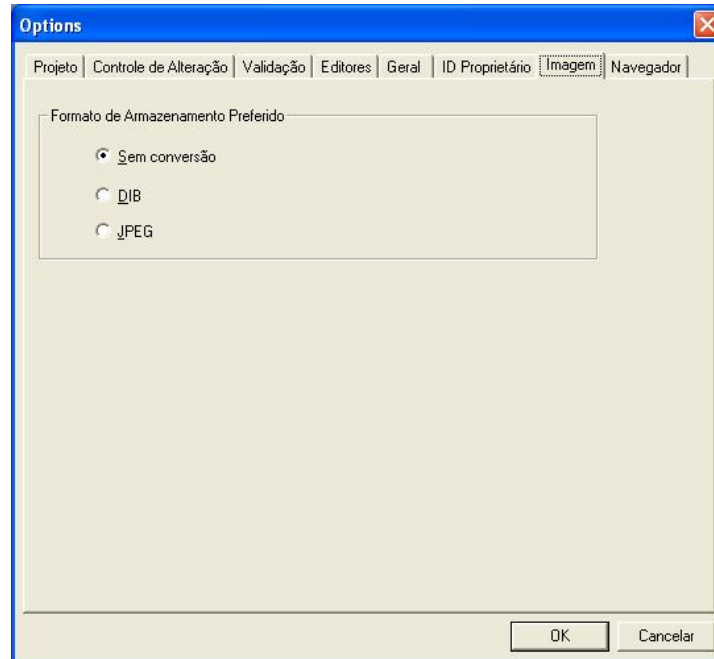 Options
Projeto Controle de Alteração Validação Editores Geral ID Proprietário Imagem Navegador
Formato de Armazenamento Preferido
Sem conversão
DIB
JPEG
OK Cancelar